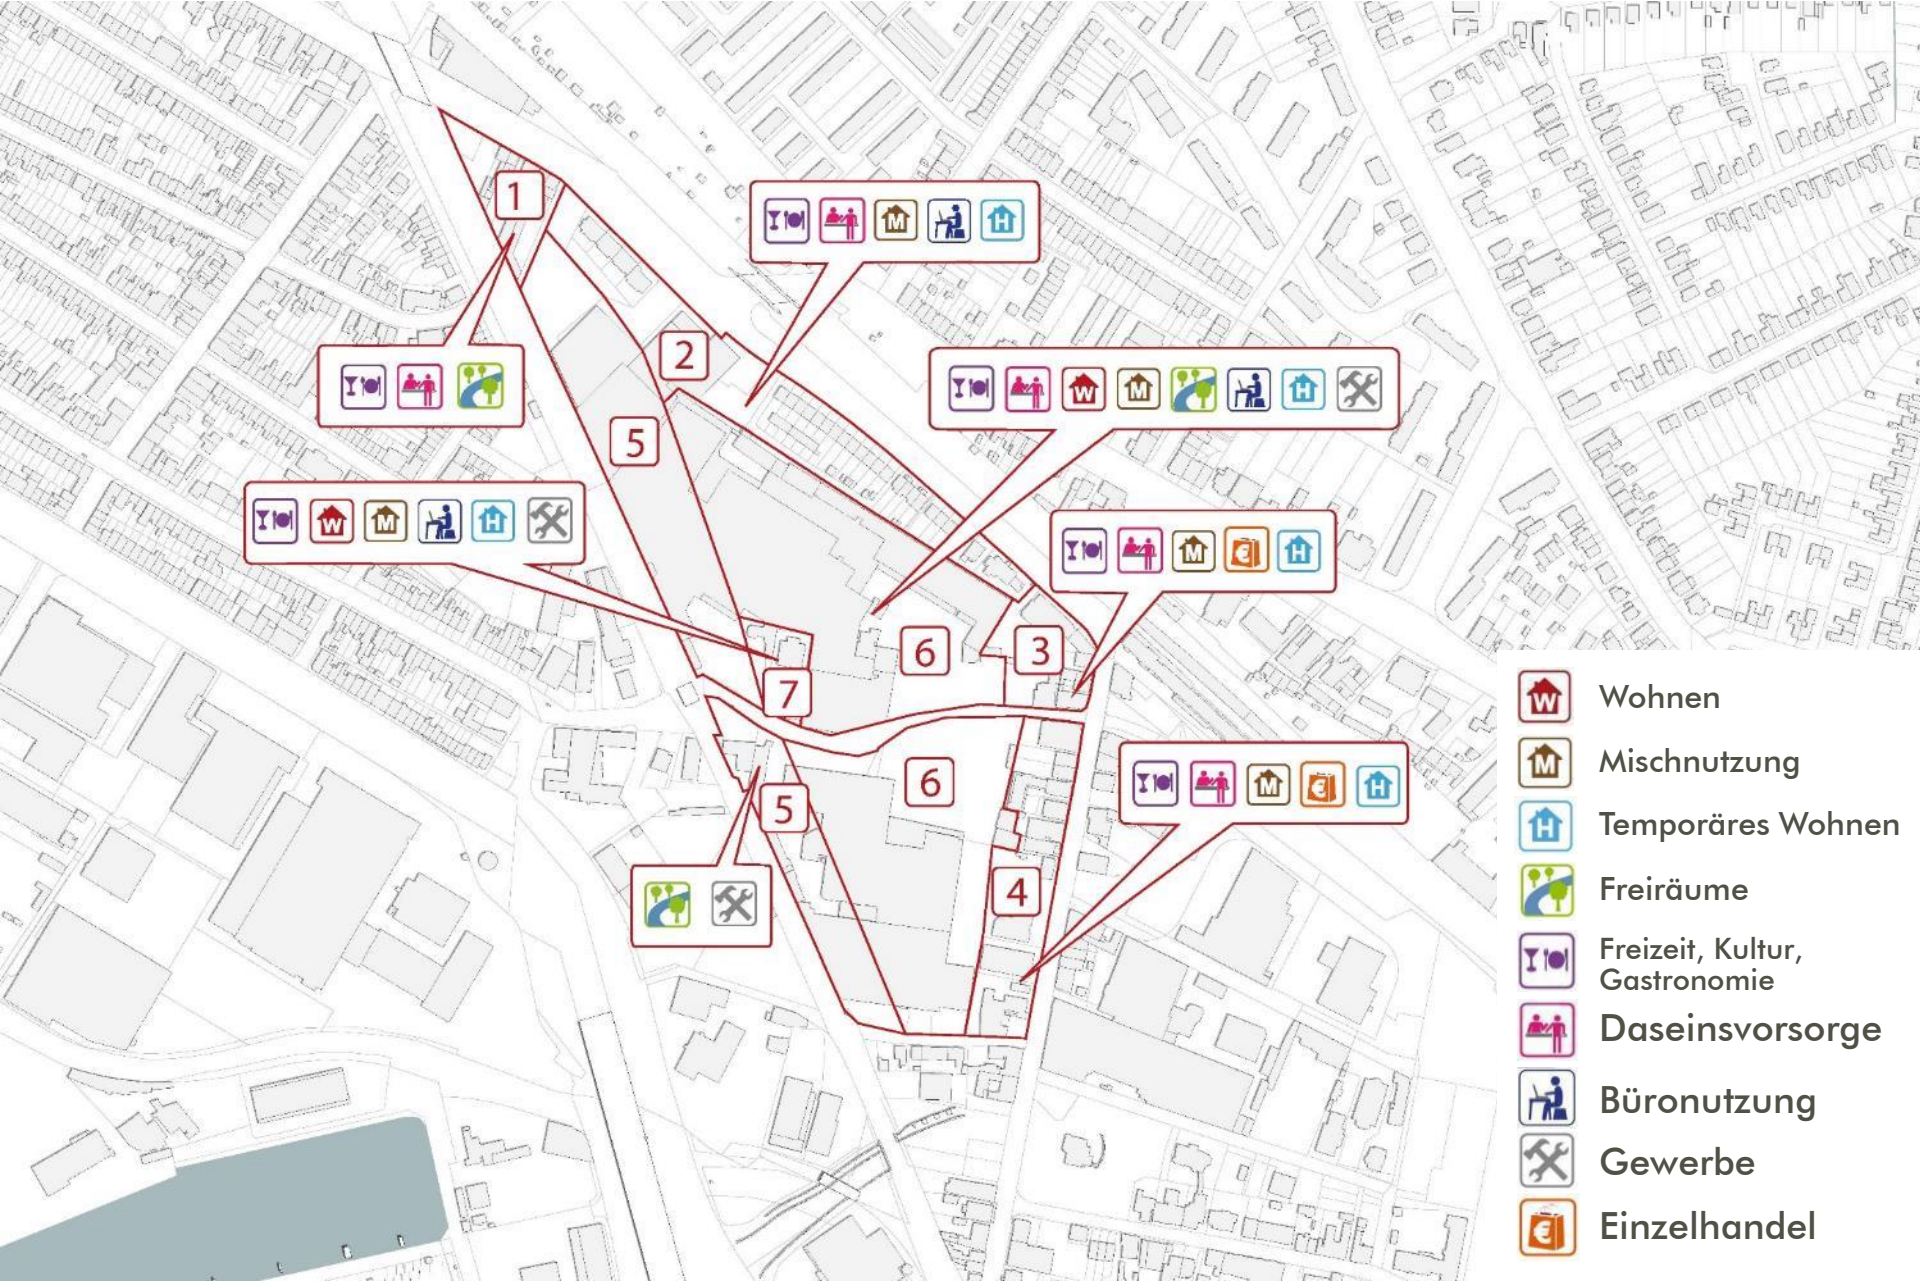 1
M
H
2
W
M
H
5
W
M
H
M
€
H
6
3
7
6
M
€
H
5
4
W Wohnen
M Mischnutzung
H Temporäres Wohnen
Freiräume
Freizeit, Kultur,
Gastronomie
Daseinsvorsorge
Büronutzung
Gewerbe
€ Einzelhandel